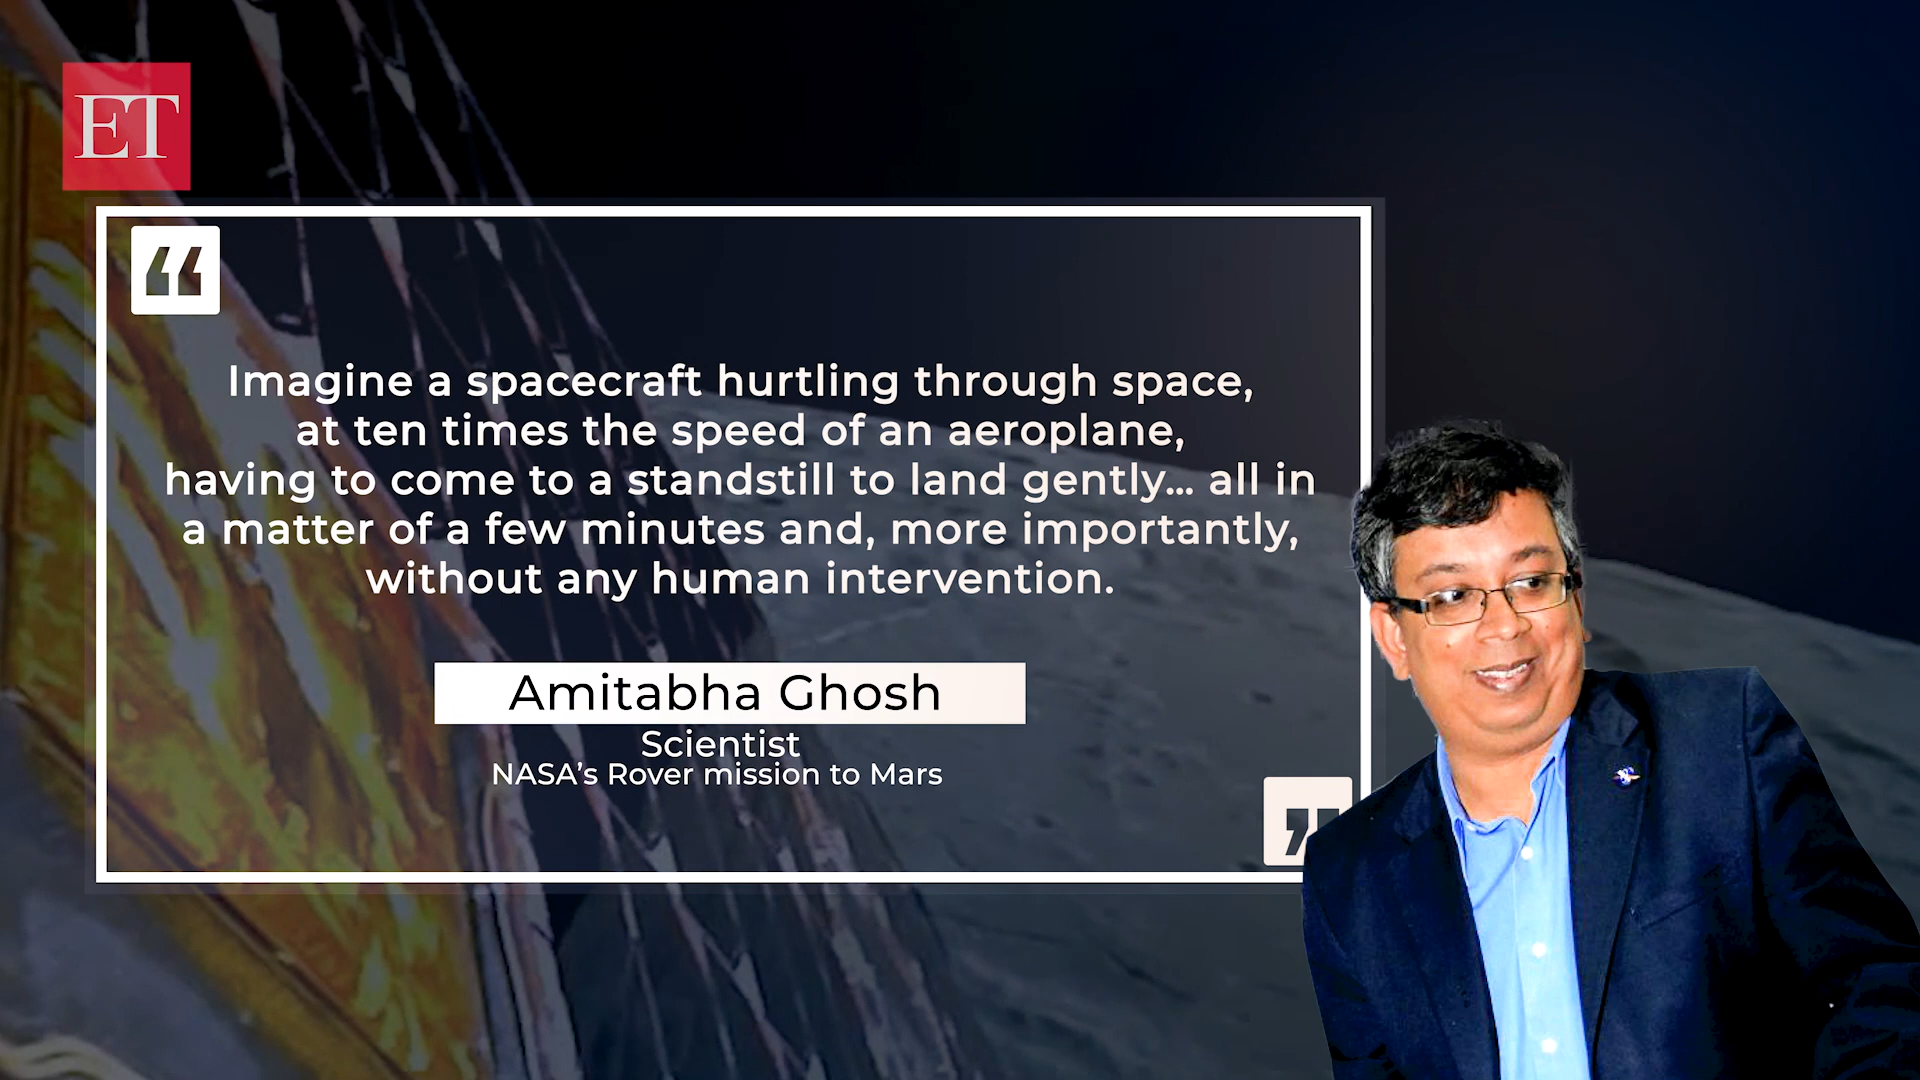 ET
“
Imagine a spacecraft hurtling through space,
at ten times the speed of an aeroplane,
having to come to a standstill to land gently... all in
a matter of a few minutes and, more importantly,
without any human intervention.
Amitabha Ghosh
Scientist
NASA’s Rover mission to Mars
”